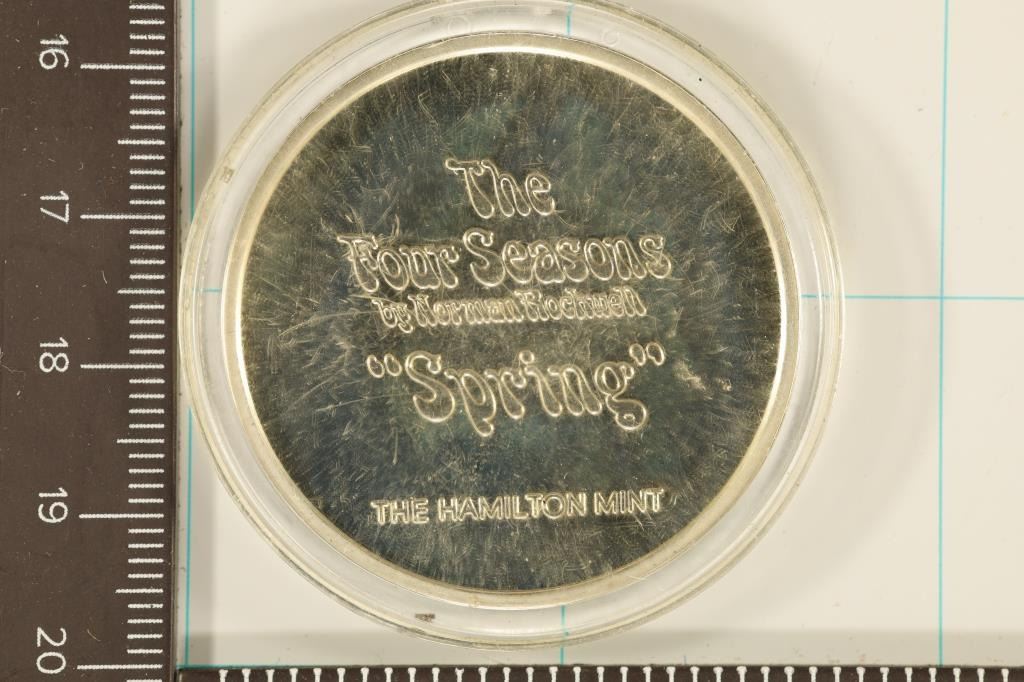 The
Four Seasons
by Norman Rockwell
“Spring”
THE HAMILTON MINT
16
17
18
19
20